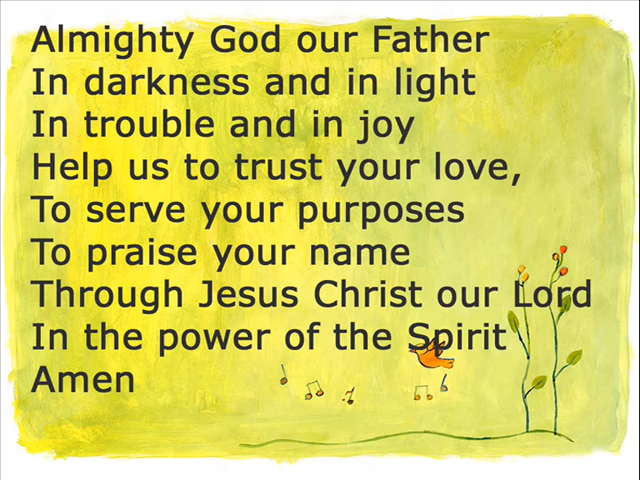 Almighty God our Father
In darkness and in light
In trouble and in joy
Help us to trust your love,
To serve your purposes
To praise your name
Through Jesus Christ our Lord
In the power of the Spirit
Amen